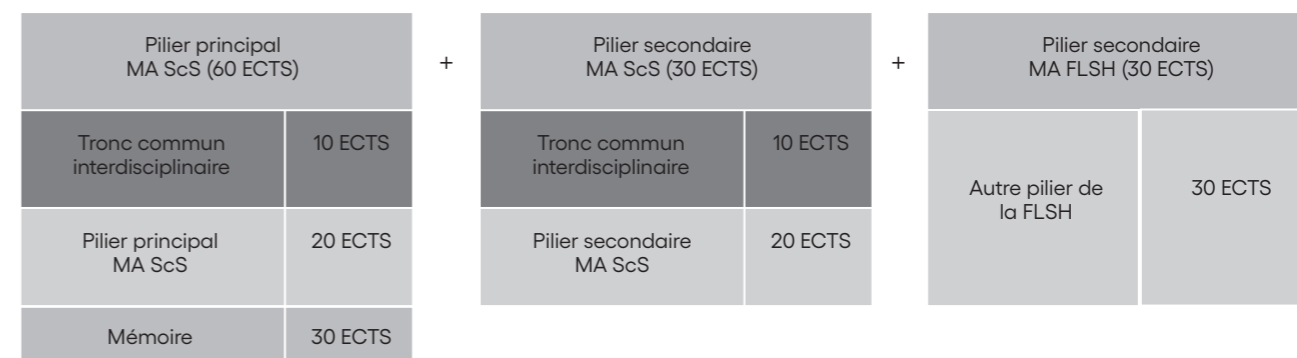 Pilier principal
MA ScS (60 ECTS)
+
Pilier secondaire
MA ScS (30 ECTS)
+
Pilier secondaire
MA FLSH (30 ECTS)
Tronc commun
interdisciplinaire
10 ECTS
Tronc commun
interdisciplinaire
10 ECTS
Autre pilier de
la FLSH
30 ECTS
Pilier principal
MA ScS
20 ECTS
Pilier secondaire
MA ScS
20 ECTS
Mémoire
30 ECTS